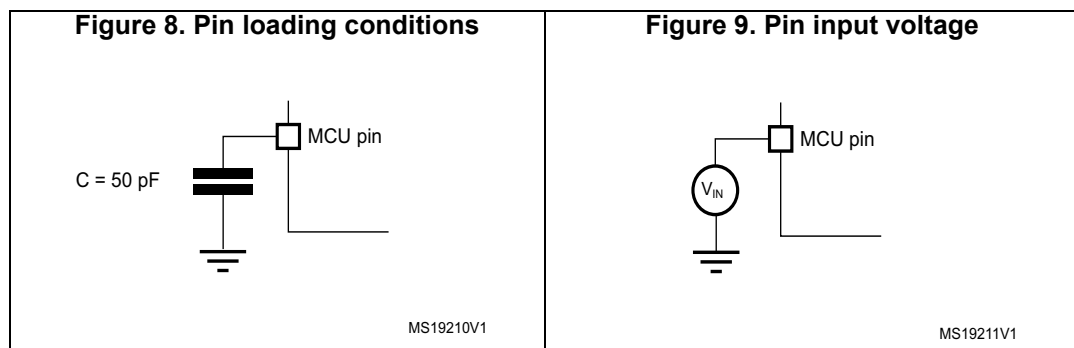 Figure 8. Pin loading conditions
MCU pin
C = 50 pF
MS19210V1
Figure 9. Pin input voltage
MCU pin
VIN
MS19211V1